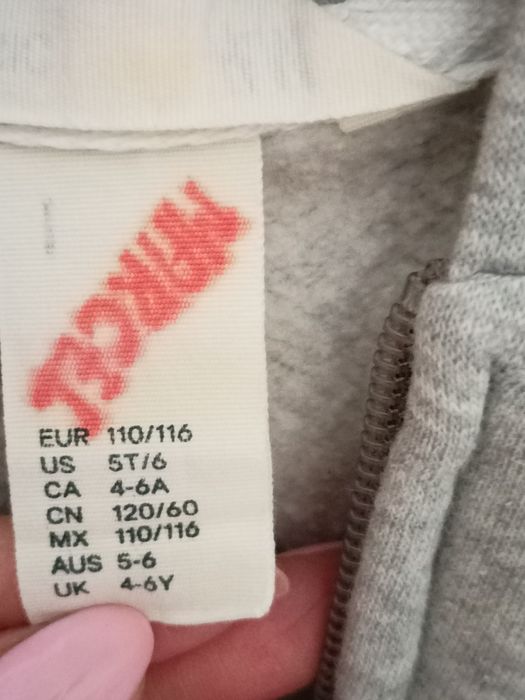 MARCEL
EUR 110/116
US 5T/6
CA 4-6A
CN 120/60
MX 110/116
AUS 5-6
UK 4-6Y